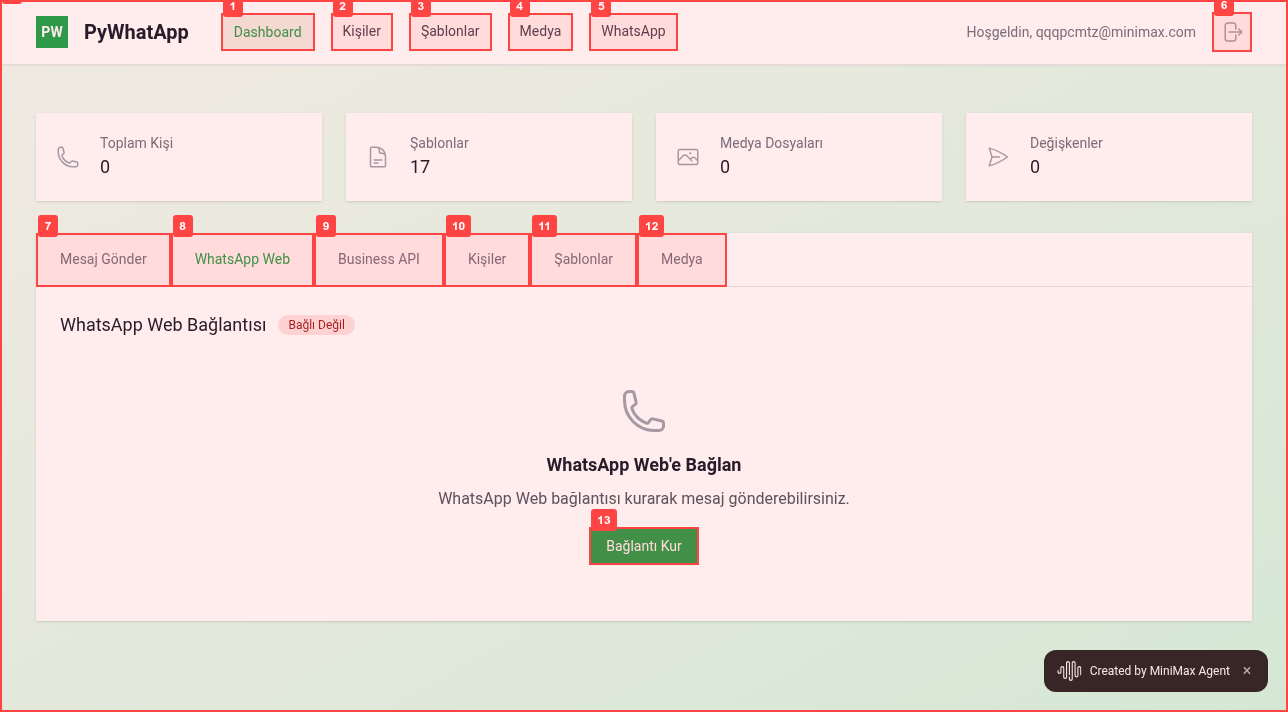 1 2 3 4 5 6
PW PyWhatApp Dashboard Kişiler Şablonlar Medya WhatsApp Hoşgeldin, qqqpcmtz@minimax.com
Toplam Kişi
0
Şablonlar
17
Medya Dosyaları
0
Değişkenler
0
7 8 9 10 11 12
Mesaj Gönder WhatsApp Web Business API Kişiler Şablonlar Medya
WhatsApp Web Bağlantısı Bağlı Değil
WhatsApp Web'e Bağlan
WhatsApp Web bağlantısı kurarak mesaj gönderebilirsiniz.
13
Bağlantı Kur
Created by MiniMax Agent ×